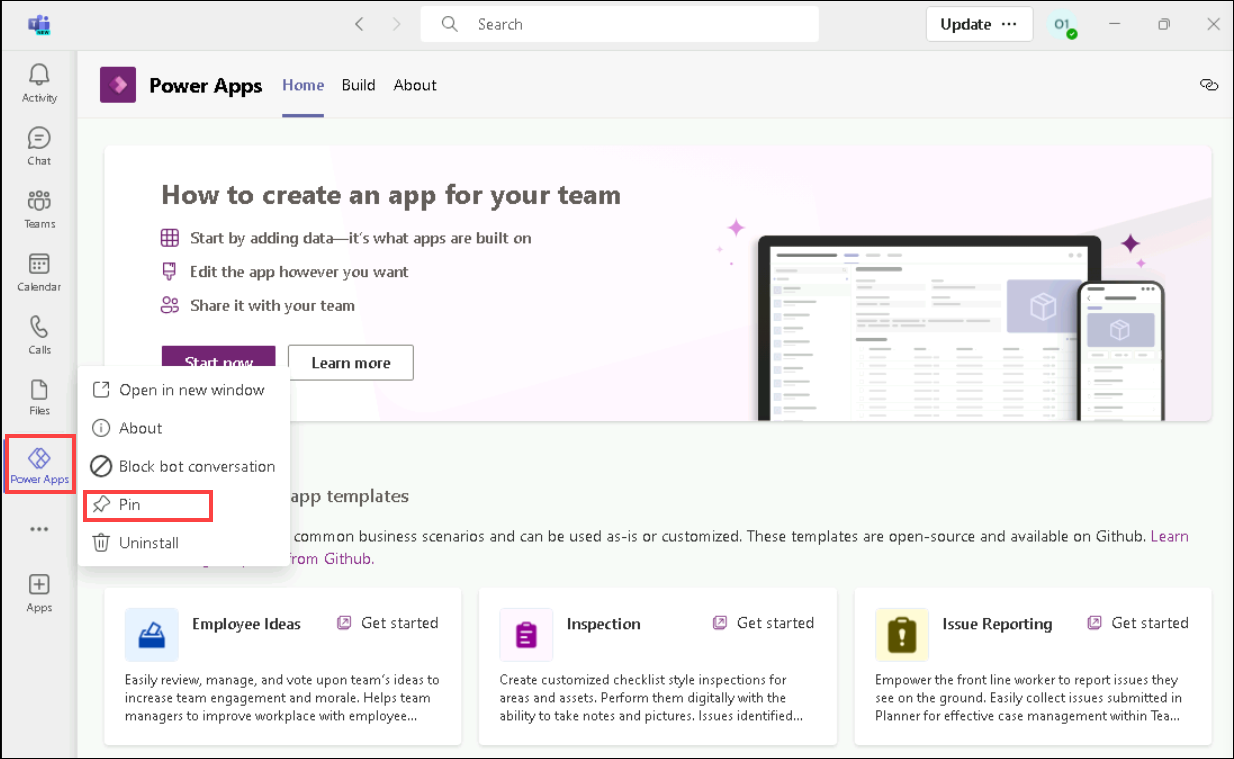 NEW
Search
Update ...
O1
Activity
Chat
Teams
Calendar
Calls
Files
Power Apps
Apps
Power Apps Home Build About
How to create an app for your team
Start by adding data—it's what apps are built on
Edit the app however you want
Share it with your team
Start now Learn more
Open in new window
About
Block bot conversation
Pin
Uninstall
app templates
common business scenarios and can be used as-is or customized. These templates are open-source and available on Github. Learn
from Github.
Employee Ideas Get started
Easily review, manage, and vote upon team's ideas to
increase team engagement and morale. Helps team
managers to improve workplace with employee...
Inspection Get started
Create customized checklist style inspections for
areas and assets. Perform them digitally with the
ability to take notes and pictures. Issues identified...
Issue Reporting Get started
Empower the front line worker to report issues they
see on the ground. Easily collect issues submitted in
Planner for effective case management within Tea...